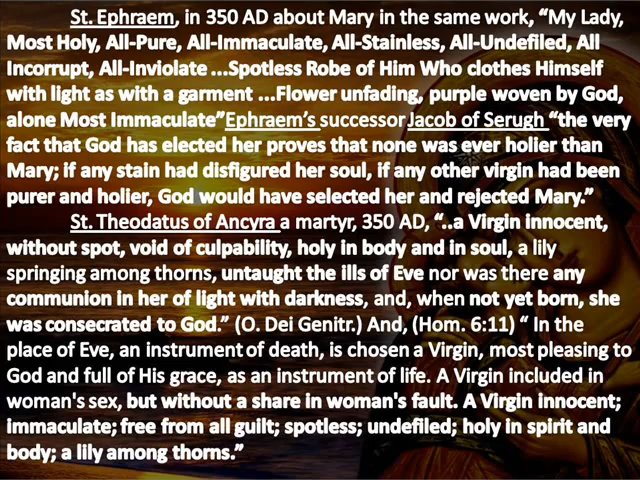 St. Ephraem, in 350 AD about Mary in the same work, “My Lady,
Most Holy, All-Pure, All-Immaculate, All-Stainless, All-Undefiled, All
Incorrupt, All-Inviolate ...Spotless Robe of Him Who clothes Himself
with light as with a garment ...Flower unfading, purple woven by God,
alone Most Immaculate”Ephraem’s successor Jacob of Serugh “the very
fact that God has elected her proves that none was ever holier than
Mary; if any stain had disfigured her soul, if any other virgin had been
purer and holier, God would have selected her and rejected Mary.”
St. Theodatus of Ancyra a martyr, 350 AD, “..a Virgin innocent,
without spot, void of culpability, holy in body and in soul, a lily
springing among thorns, untaught the ills of Eve nor was there any
communion in her of light with darkness, and, when not yet born, she
was consecrated to God.” (O. Dei Genitr.) And, (Hom. 6:11) “ In the
place of Eve, an instrument of death, is chosen a Virgin, most pleasing to
God and full of His grace, as an instrument of life. A Virgin included in
woman's sex, but without a share in woman's fault. A Virgin innocent;
immaculate; free from all guilt; spotless; undefiled; holy in spirit and
body; a lily among thorns.”